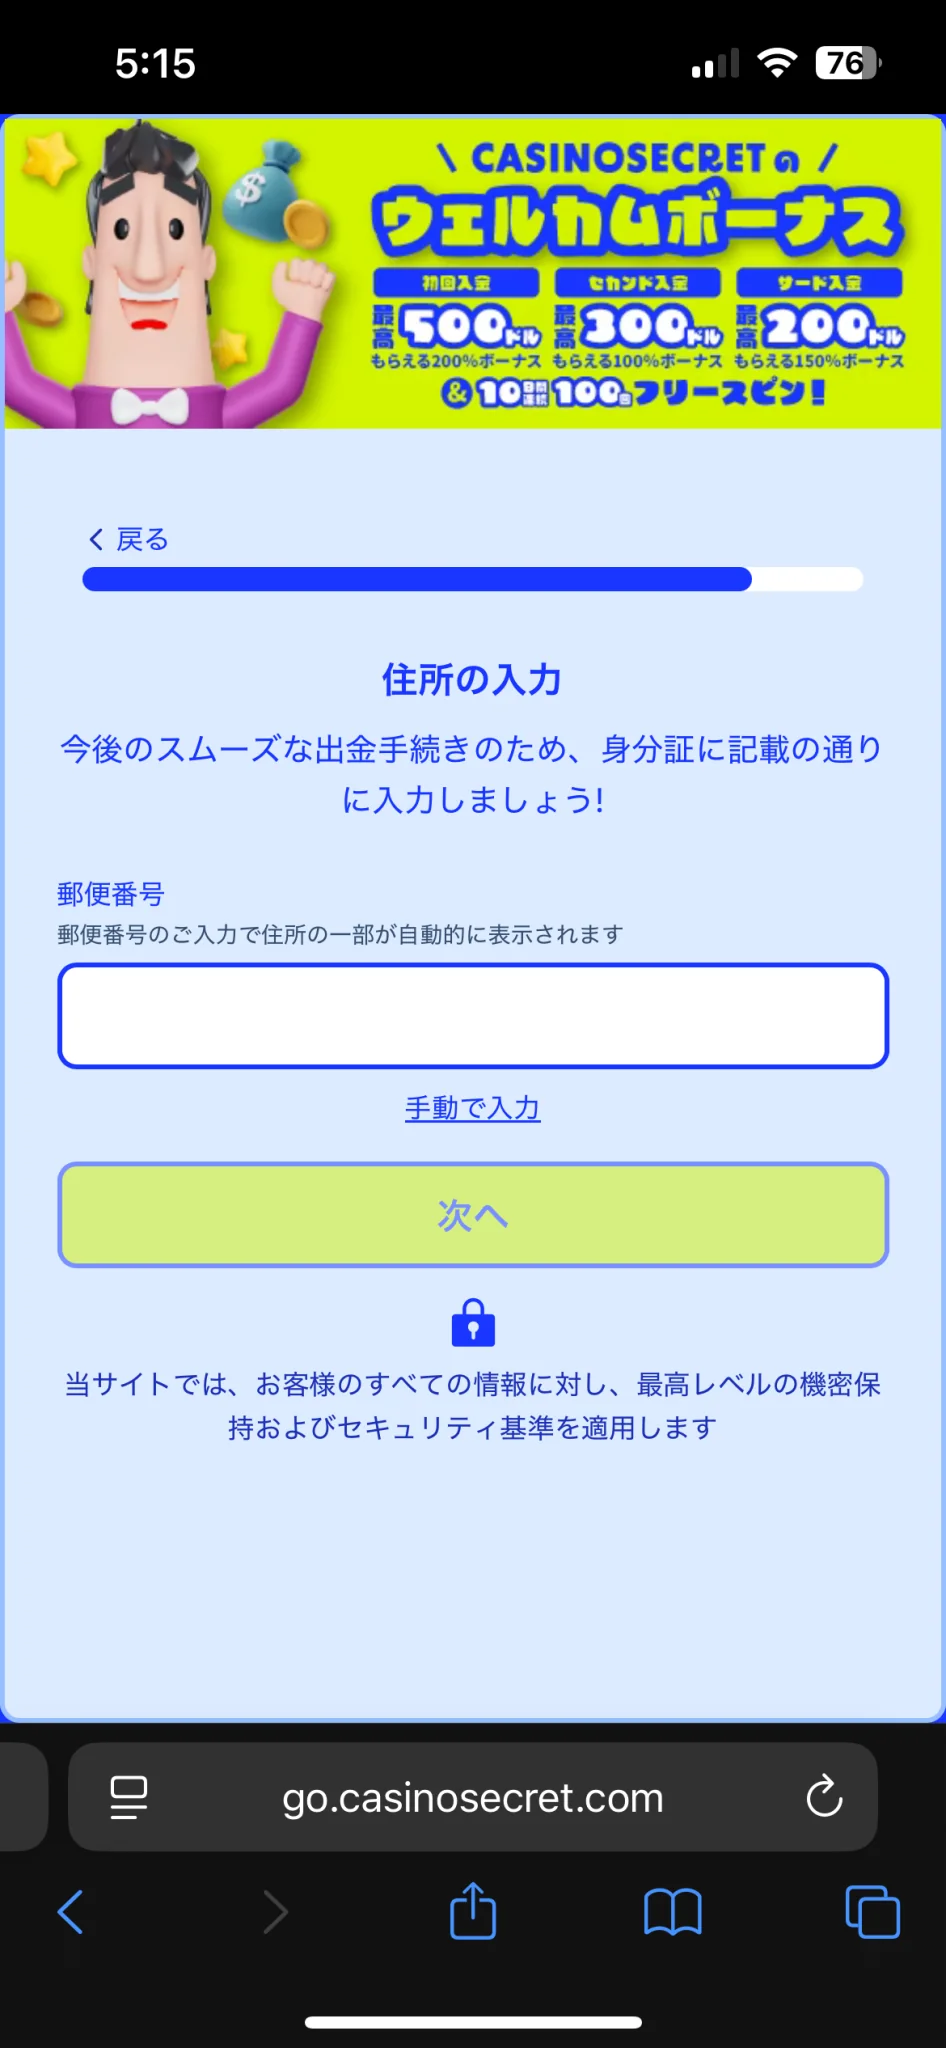 5:15
76
\ CASINOSECRETの /
ウェルカムボーナス
初回入金 セカンド入金 サード入金
最高500ドル 最高300ドル 最高200ドル
もらえる200%ボーナス もらえる100%ボーナス もらえる150%ボーナス
&10日間連続100回フリースピン!
戻る
住所の入力
今後のスムーズな出金手続きのため、身分証に記載の通り
に入力しましょう!
郵便番号
郵便番号のご入力で住所の一部が自動的に表示されます
手動で入力
次へ
当サイトでは、お客様のすべての情報に対し、最高レベルの機密保
持およびセキュリティ基準を適用します
go.casinosecret.com